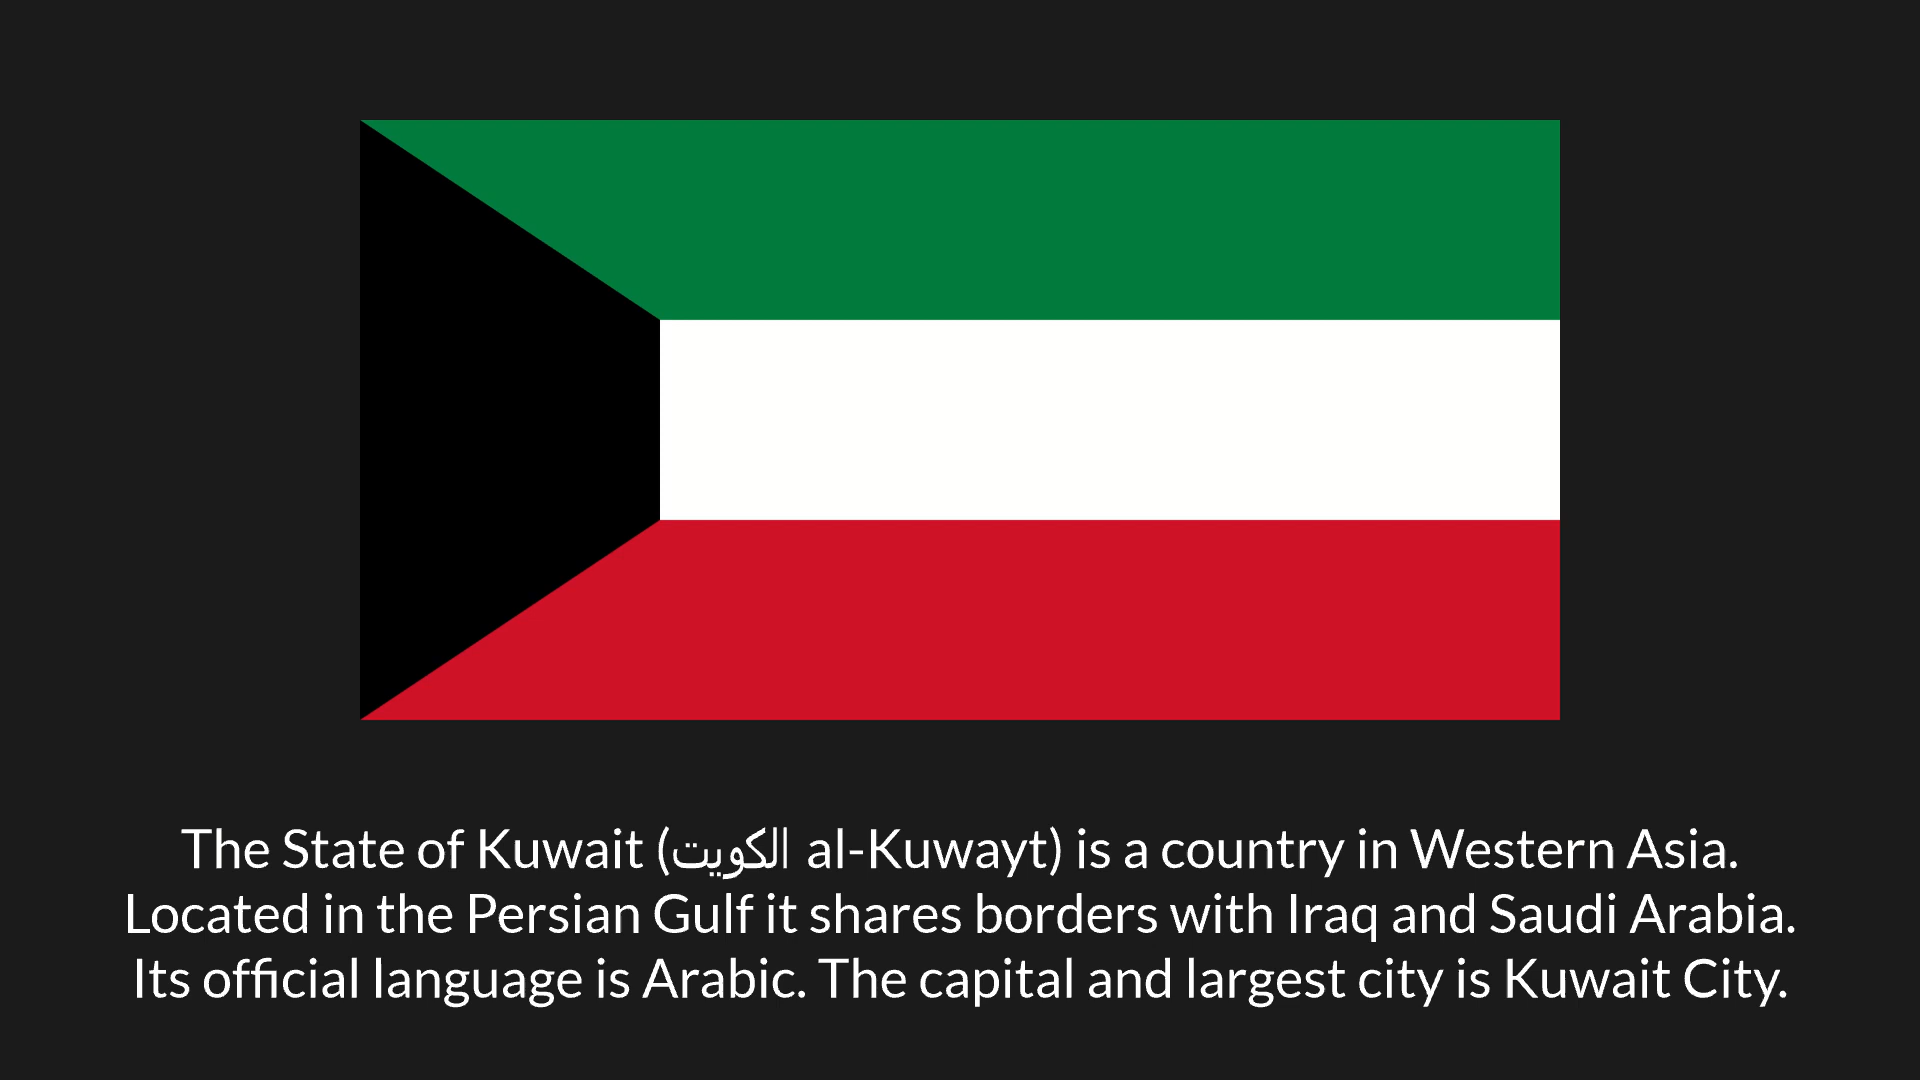 The State of Kuwait (الكويت al-Kuwayt) is a country in Western Asia.
Located in the Persian Gulf it shares borders with Iraq and Saudi Arabia.
Its official language is Arabic. The capital and largest city is Kuwait City.